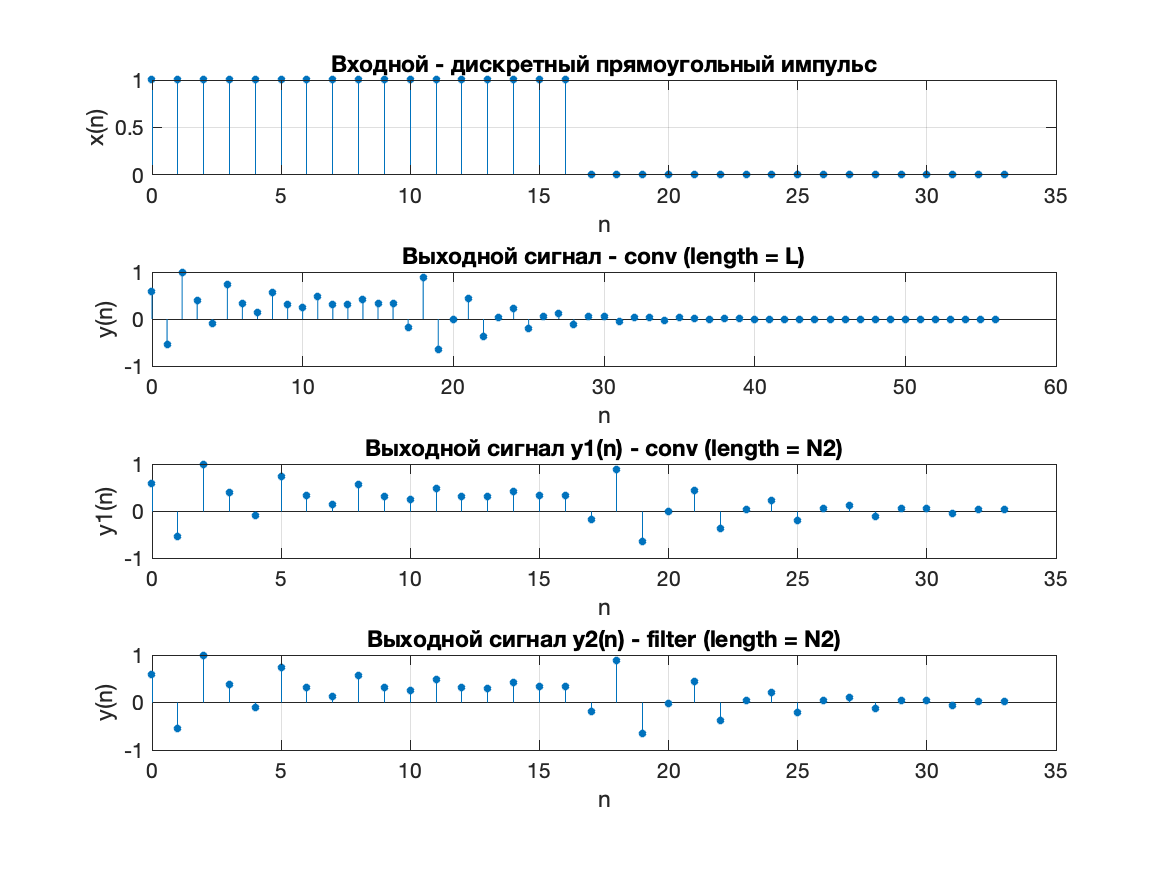 Входной - дискретный прямоугольный импульс
1
0.5
0
x(n)
0 5 10 15 20 25 30 35
n
Выходной сигнал - conv (length = L)
1
0
-1
y(n)
0 10 20 30 40 50 60
n
Выходной сигнал y1(n) - conv (length = N2)
1
0
-1
y1(n)
0 5 10 15 20 25 30 35
n
Выходной сигнал y2(n) - filter (length = N2)
1
0
-1
y(n)
0 5 10 15 20 25 30 35
n